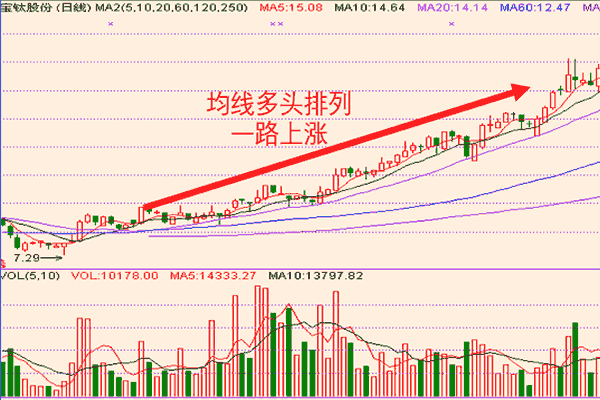 宝钛股份 (日线) MA2(5,10,20,60,120,250) MA5:15.08 MA10:14.64 MA20:14.14 MA60:12.47 MA
均线多头排列
一路上涨
7.29
VOL(5,10) VOL:10178.00 MA5:14333.27 MA10:13797.82